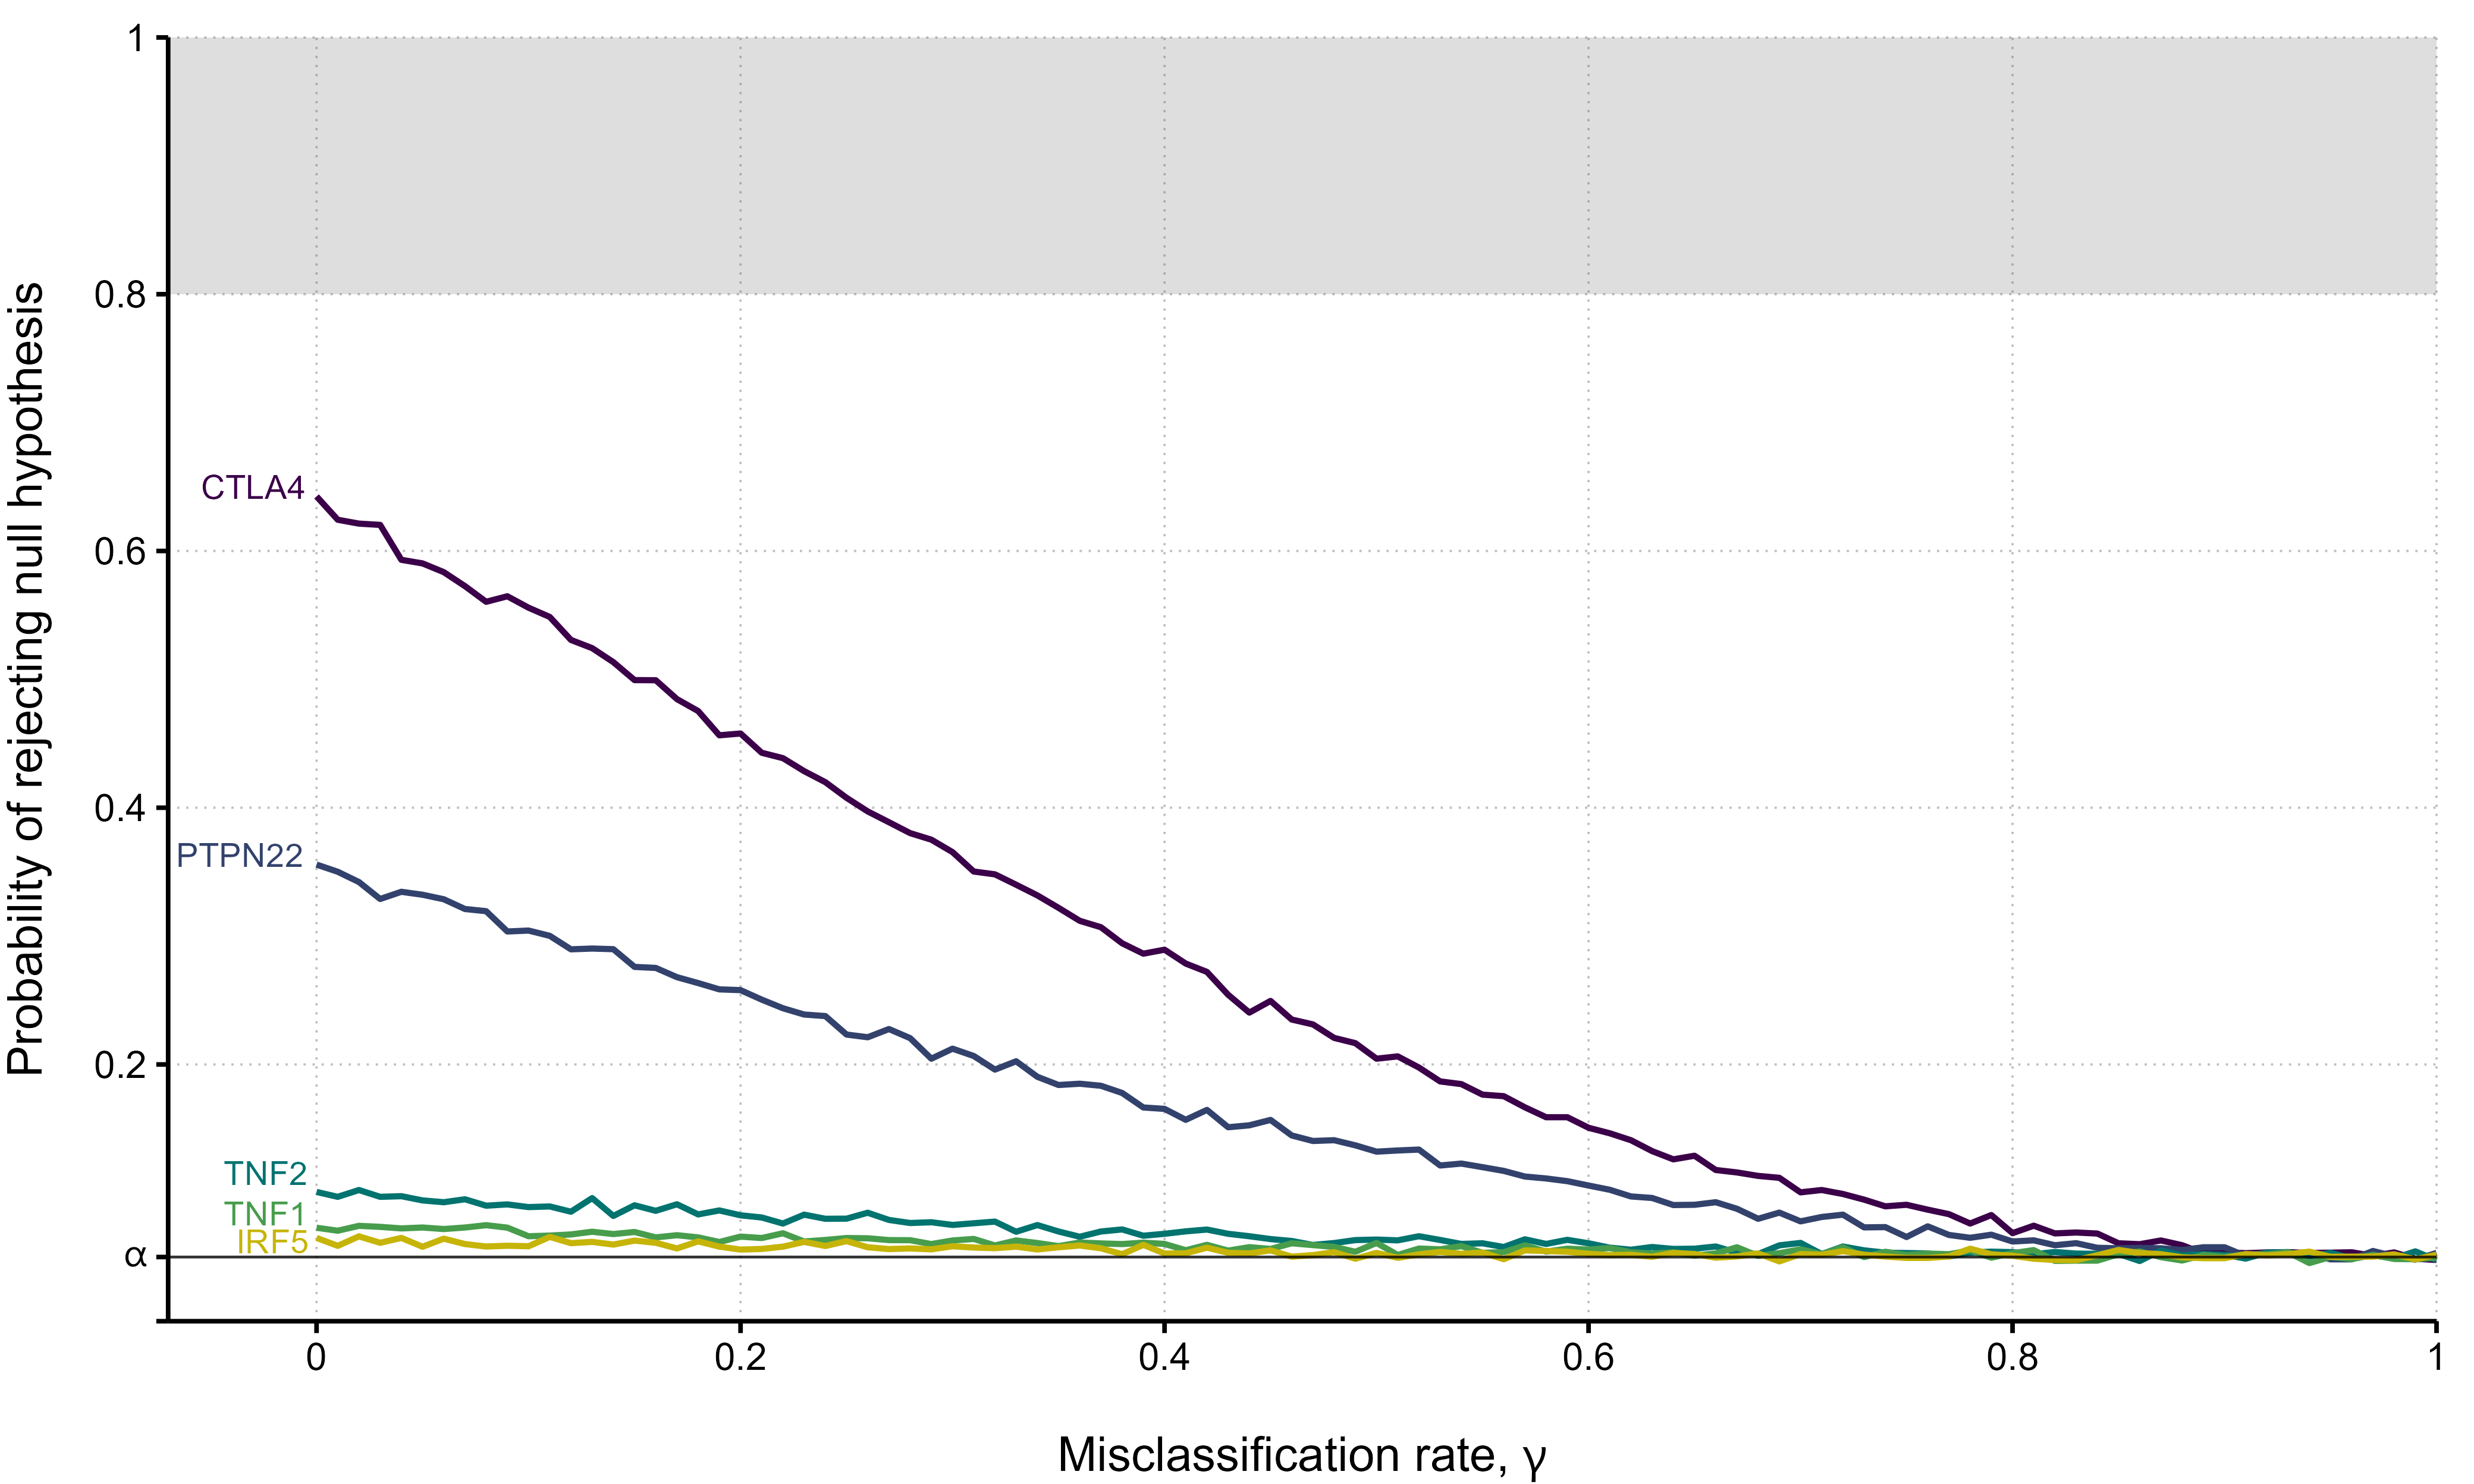 Probability of rejecting null hypothesis
1
0.8
0.6
0.4
0.2
α
CTLA4
PTPN22
TNF2
TNF1
IRF5
0 0.2 0.4 0.6 0.8 1
Misclassification rate, γ